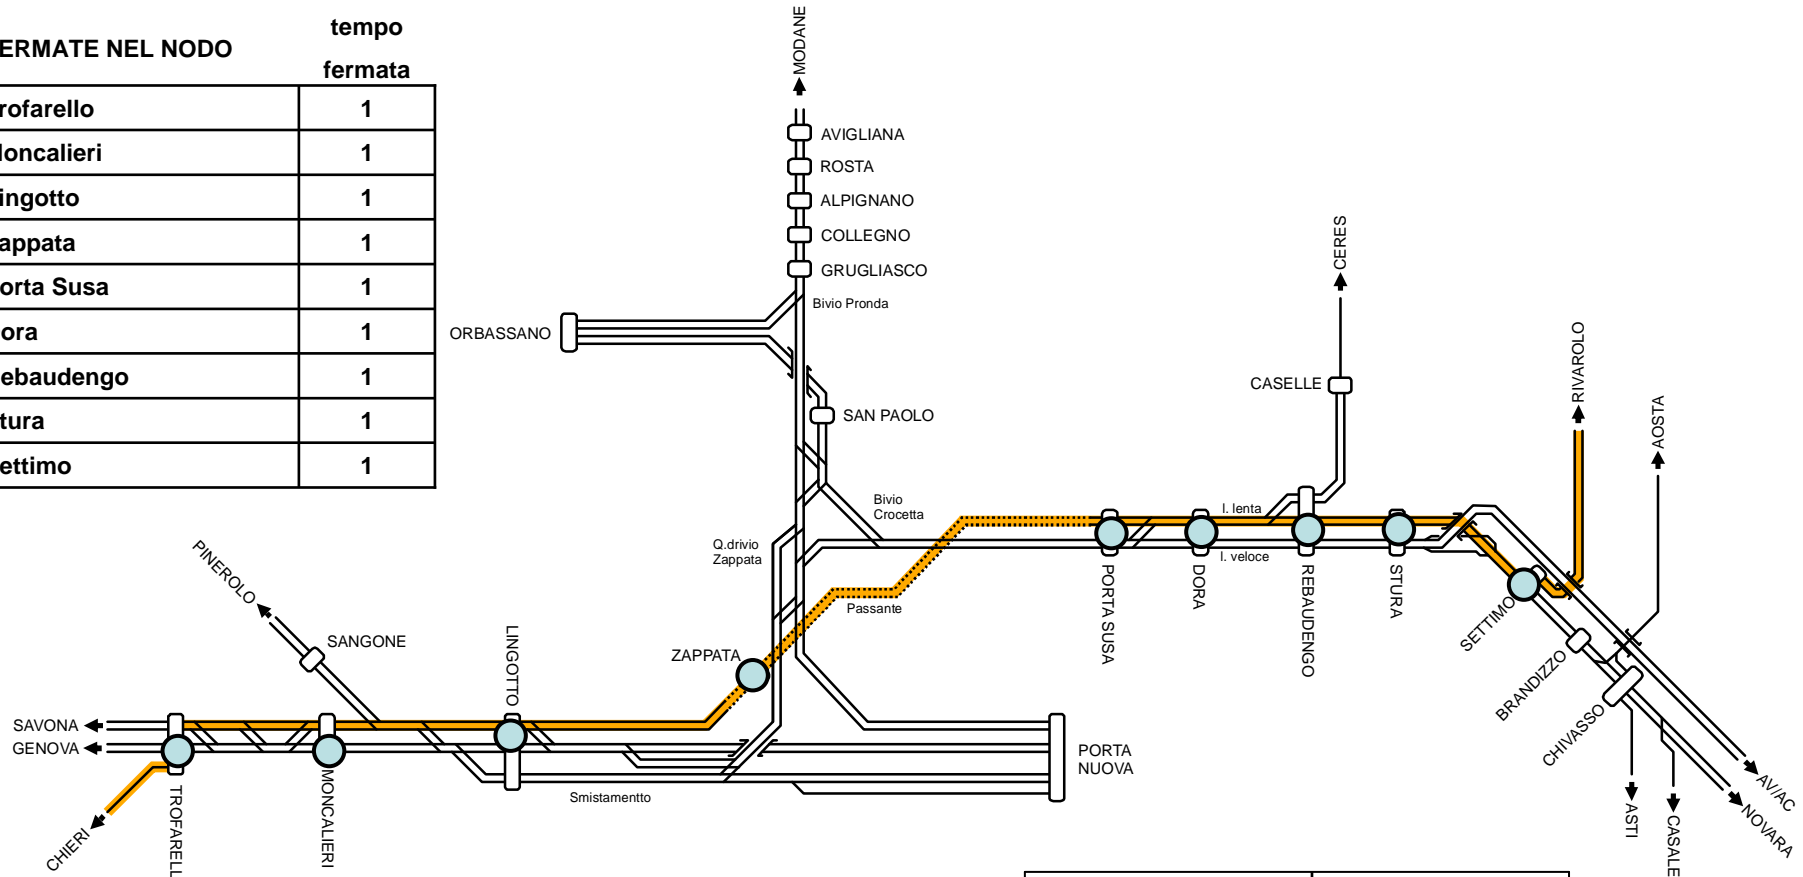 tempo
ERMATE NEL NODO
fermata
rofarello 1
loncalieri 1
ingotto 1
appata 1
orta Susa 1
ora 1
ebaudengo 1
tura 1
ettimo 1
MODANE
AVIGLIANA
ROSTA
ALPIGNANO
COLLEGNO
GRUGLIASCO
Bivio Pronda
ORBASSANO
SAN PAOLO
CERES
CASELLE
RIVAROLO
AOSTA
Bivio
Crocetta
Q.drivio
Zappata
l. lenta
l. veloce
Passante
PORTA SUSA
DORA
REBAUDENGO
STURA
SETTIMO
BRANDIZZO
CHIVASSO
PINEROLO
SANGONE
LINGOTTO
ZAPPATA
SAVONA
GENOVA
CHIERI
TROFARELL
MONCALIERI
Smistamentto
PORTA
NUOVA
ASTI
CASALE
NOVARA
AV/AC